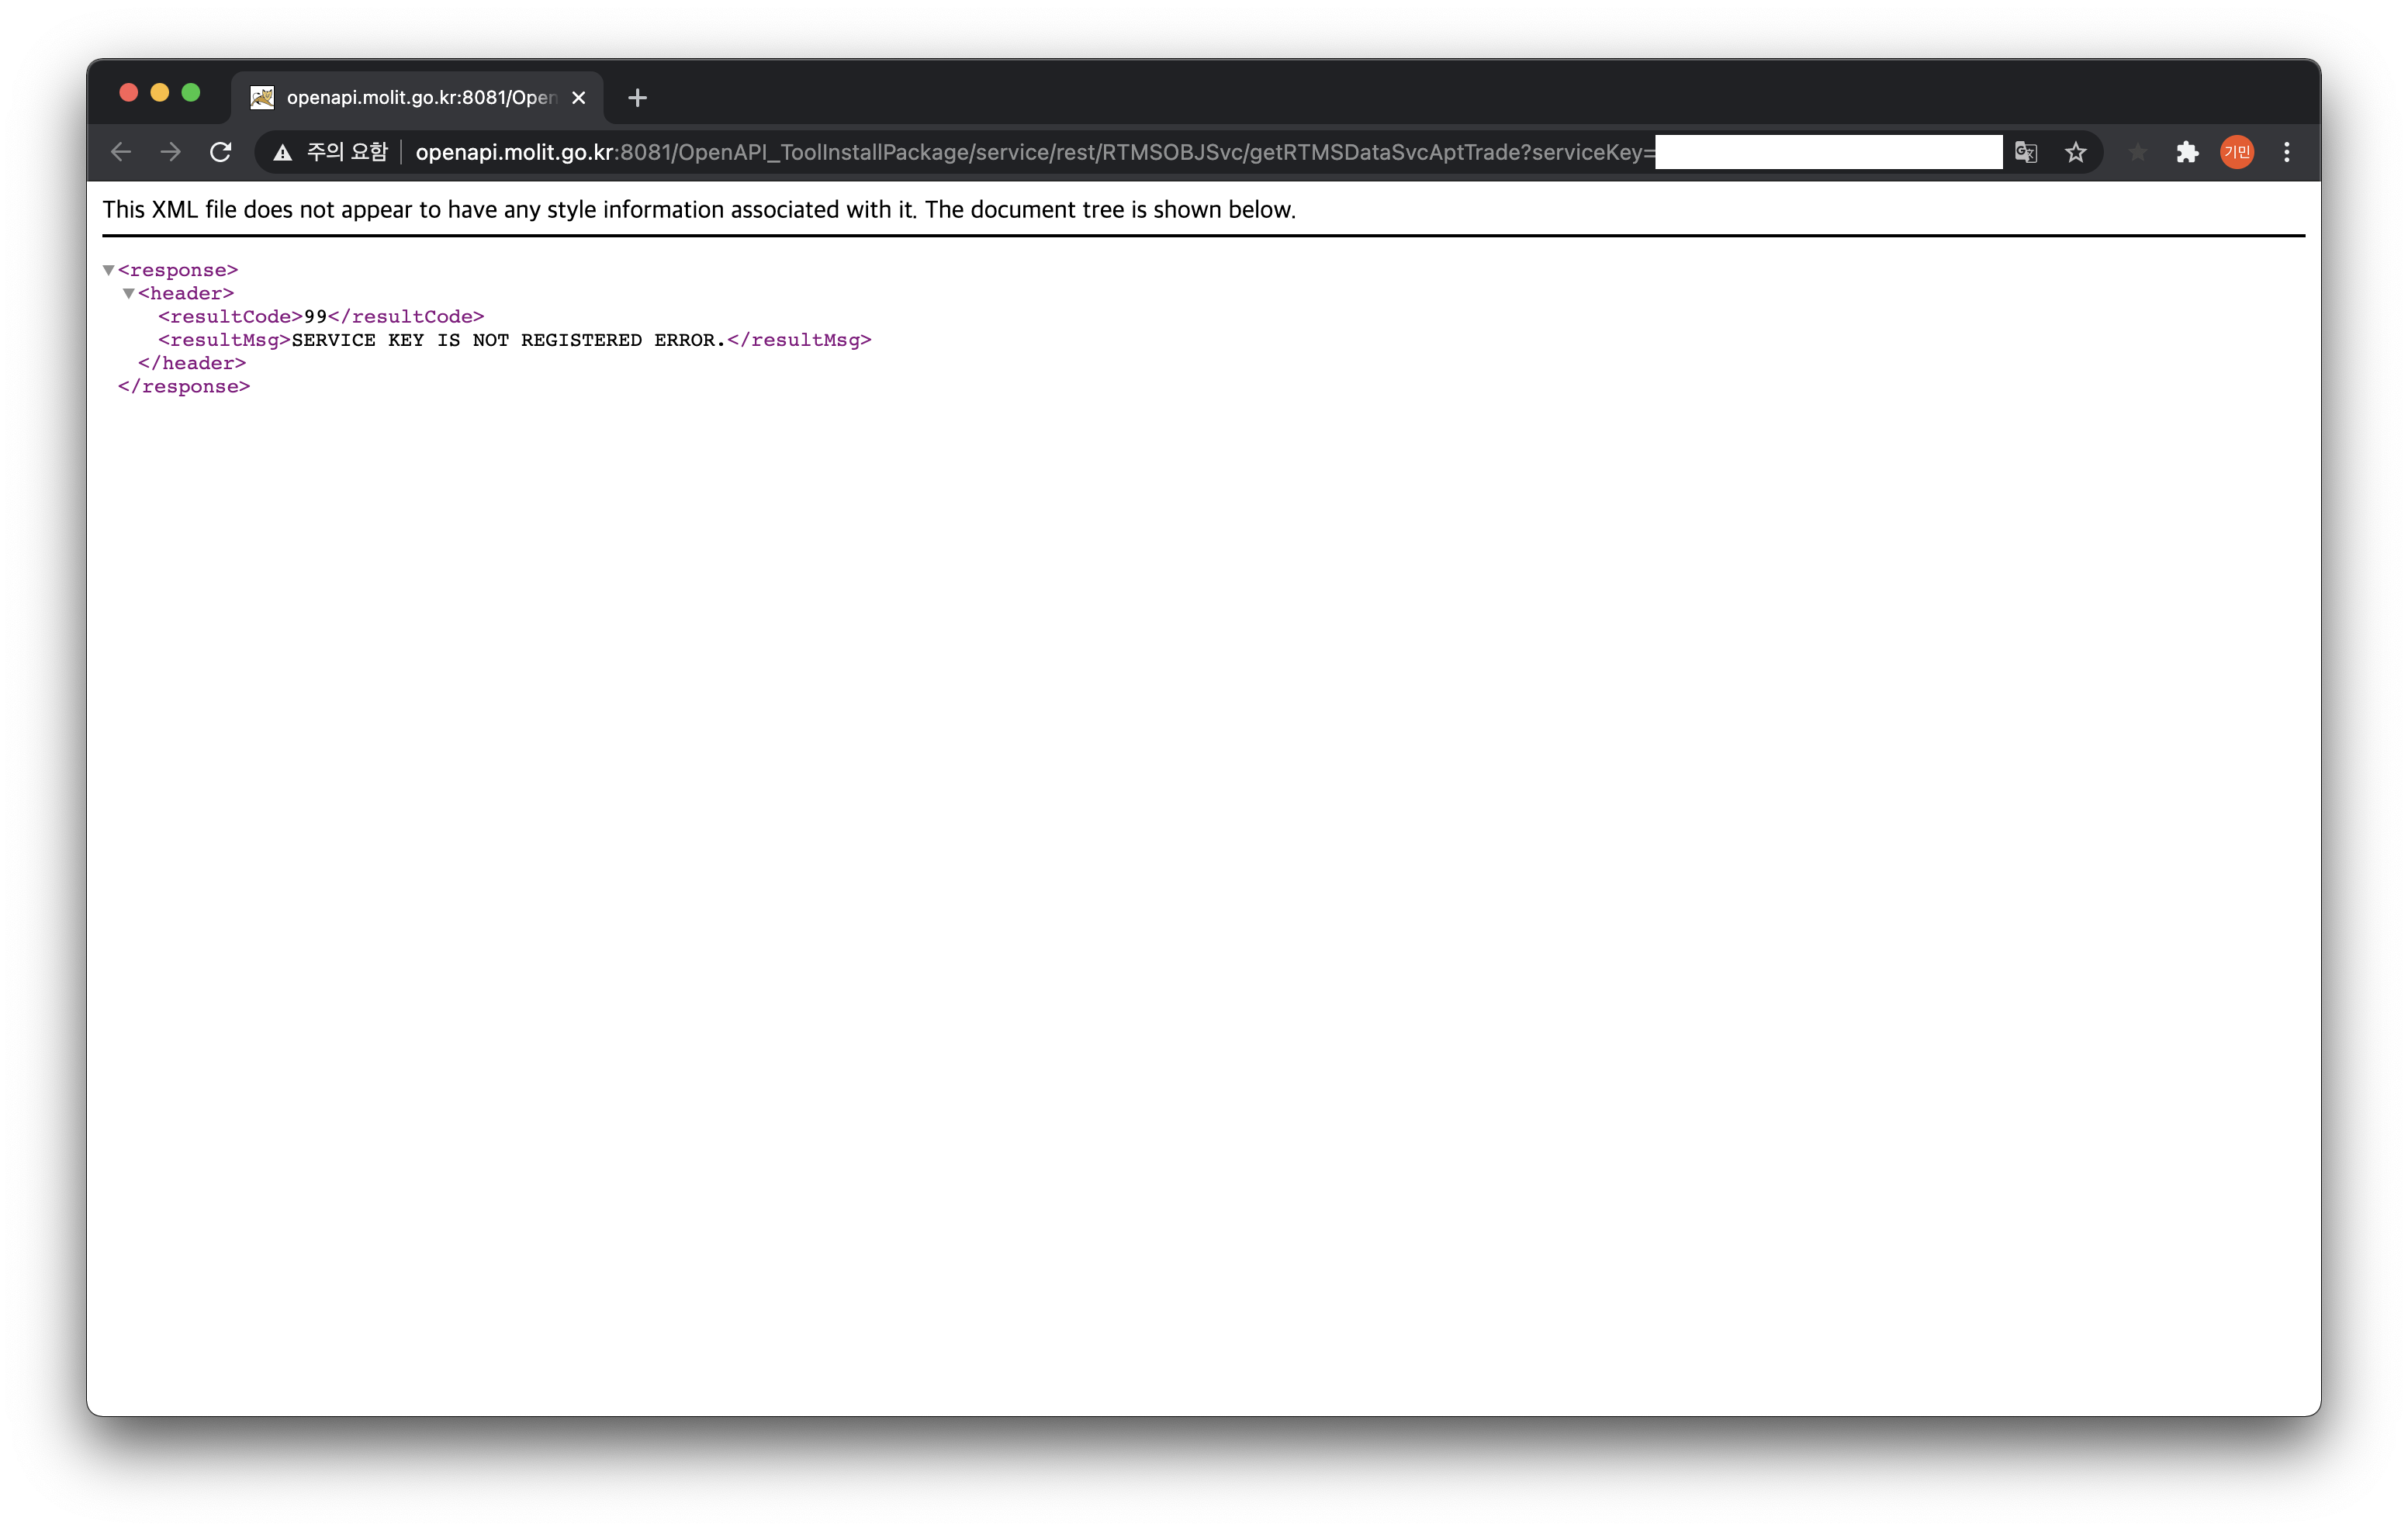 openapi.molit.go.kr:8081/Open
주의 요함 openapi.molit.go.kr:8081/OpenAPI_ToolInstallPackage/service/rest/RTMSOBJSvc/getRTMSDataSvcAptTrade?serviceKey=
기민
This XML file does not appear to have any style information associated with it. The document tree is shown below.
<response>
<header>
<resultCode>99</resultCode>
<resultMsg>SERVICE KEY IS NOT REGISTERED ERROR.</resultMsg>
</header>
</response>